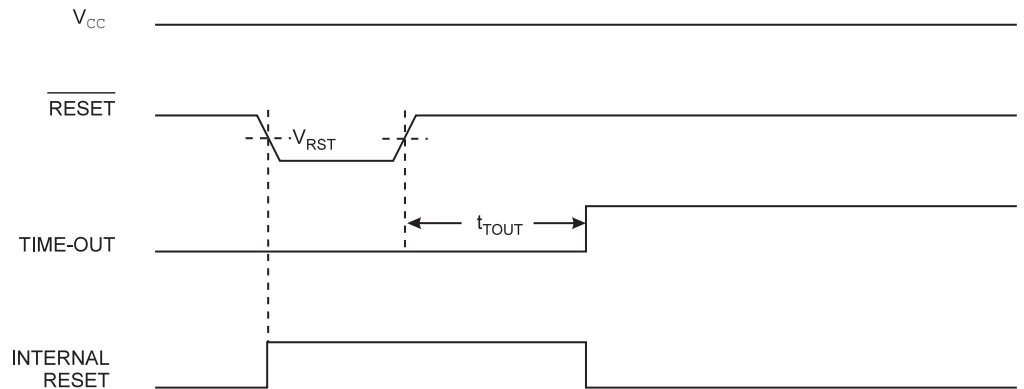 VCC
RESET
VRST
tTOUT
TIME-OUT
INTERNAL
RESET